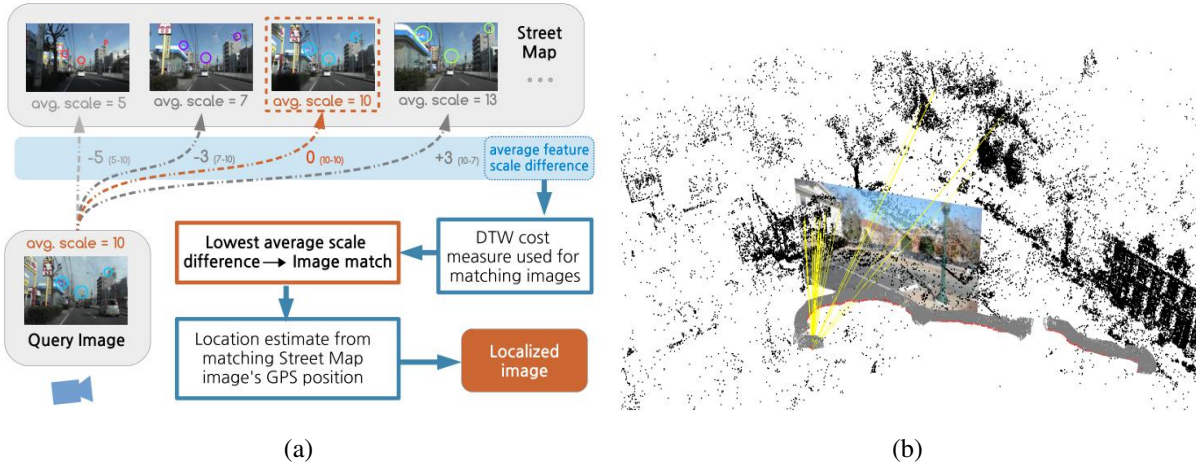 Street
Map
...
avg. scale = 5
avg. scale = 7
avg. scale = 10
avg. scale = 13
-5 (5-10)
-3 (7-10)
0 (10-10)
+3 (10-7)
average feature
scale difference
avg. scale = 10
Query Image
Lowest average scale
difference → Image match
DTW cost
measure used for
matching images
Location estimate from
matching Street Map
image's GPS position
Localized
image
(a)
(b)